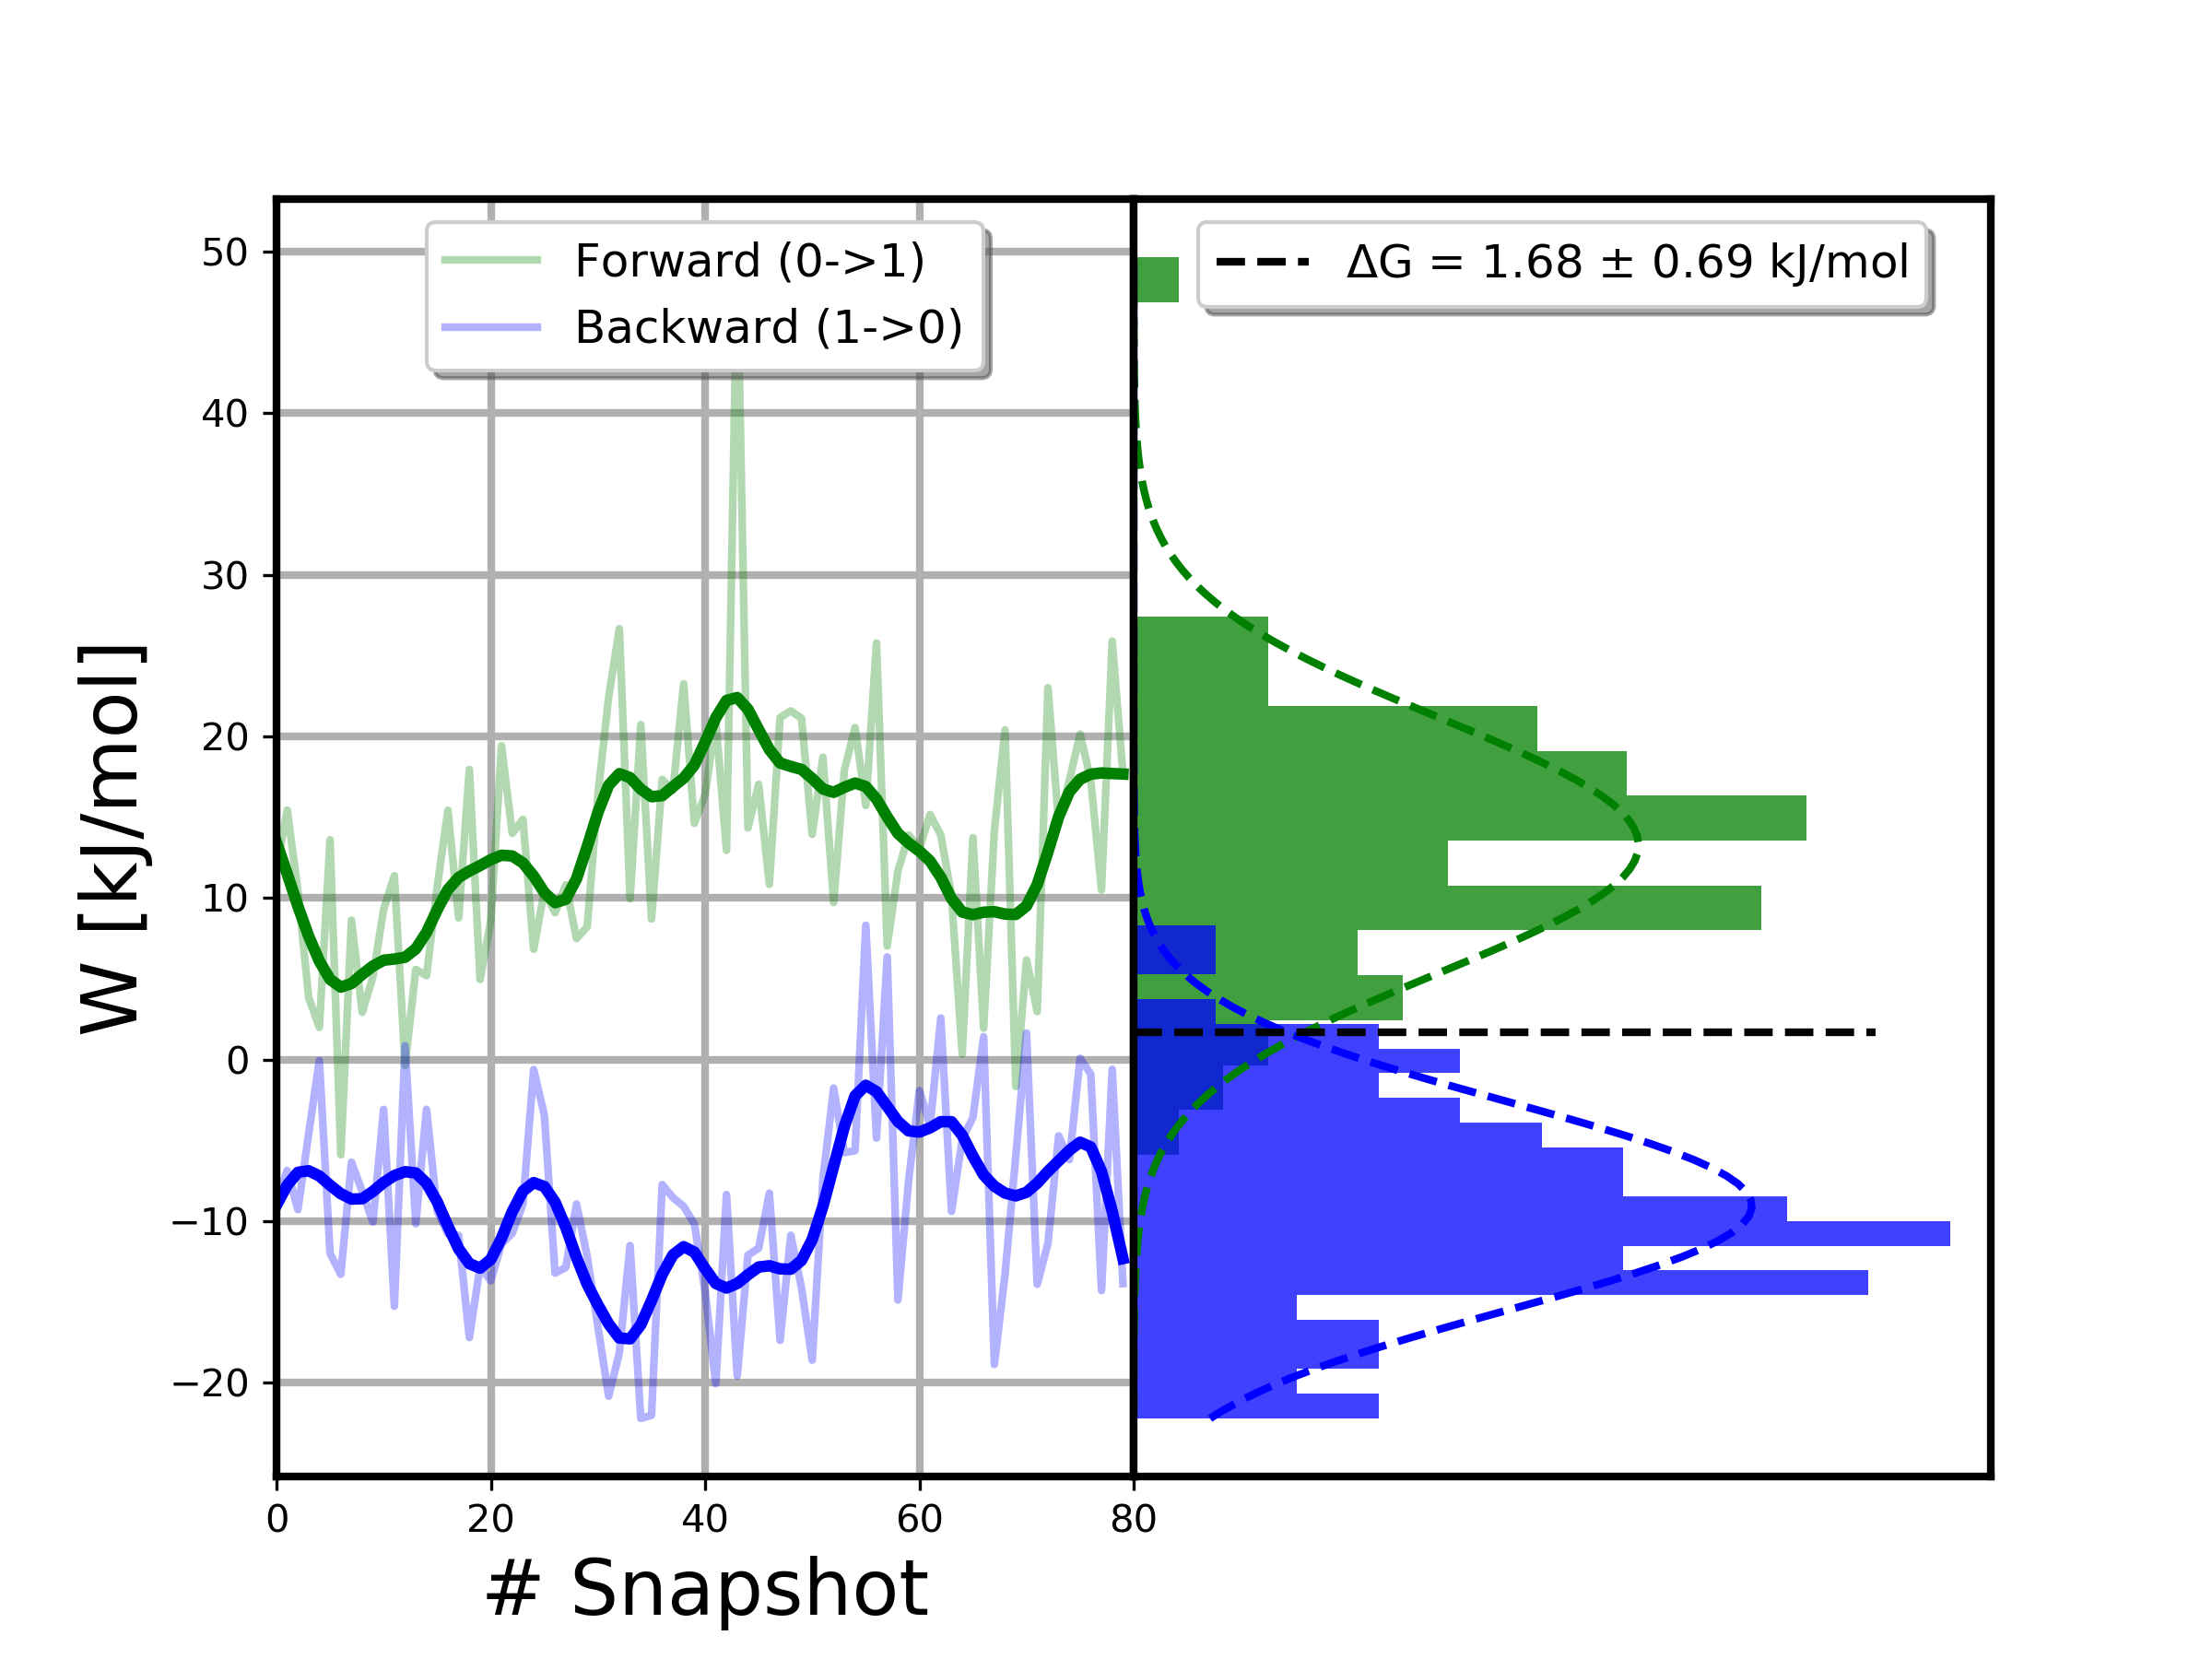 50
40
30
20
10
0
−10
−20
W [kJ/mol]
Forward (0->1)
Backward (1->0)
ΔG = 1.68 ± 0.69 kJ/mol
0 20 40 60 80
# Snapshot